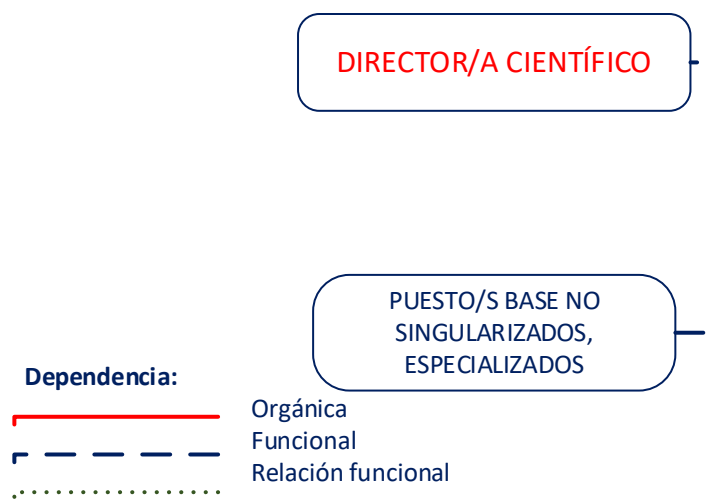 DIRECTOR/A CIENTÍFICO
PUESTO/S BASE NO
SINGULARIZADOS,
ESPECIALIZADOS
Dependencia:
Orgánica
Funcional
Relación funcional